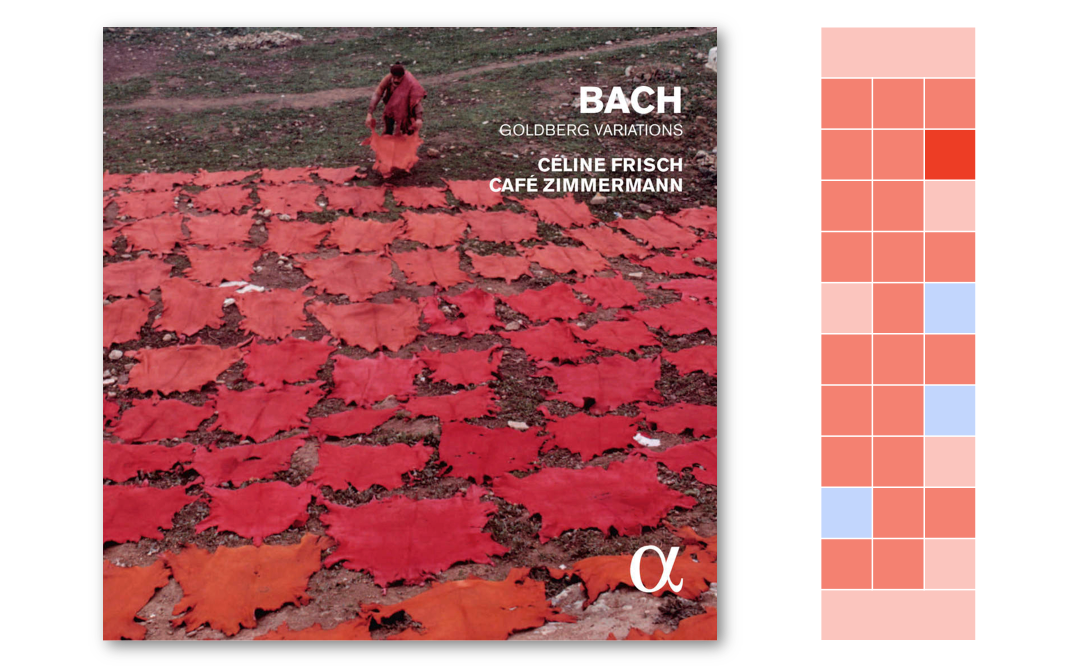 BACH
GOLDBERG VARIATIONS
CÉLINE FRISCH
CAFÉ ZIMMERMANN
α